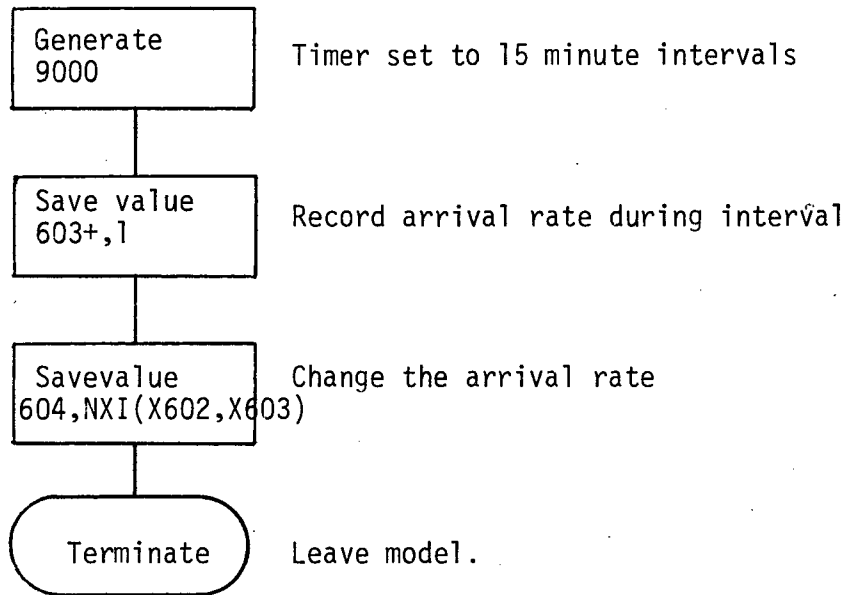 Generate
9000
Timer set to 15 minute intervals
Save value
603+,1
Record arrival rate during interval
Savevalue
604,NXI(X602,X603)
Change the arrival rate
Terminate
Leave model.